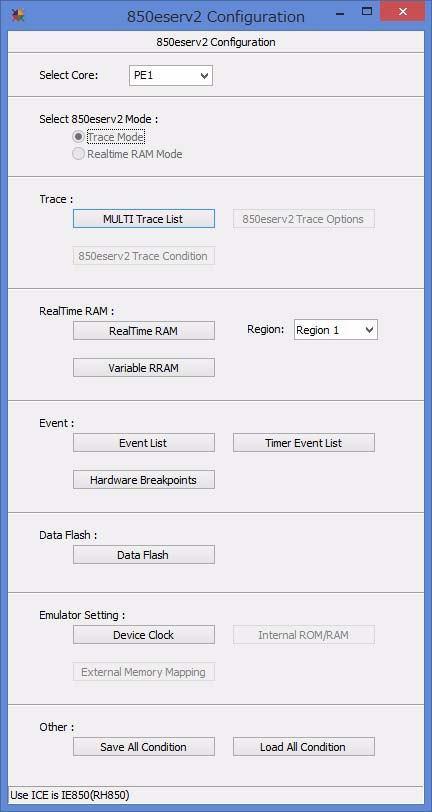 850eserv2 Configuration
850eserv2 Configuration
Select Core: PE1
Select 850eserv2 Mode :
Trace Mode
Realtime RAM Mode
Trace :
MULTI Trace List 850eserv2 Trace Options
850eserv2 Trace Condition
RealTime RAM :
RealTime RAM Region: Region 1
Variable RRAM
Event :
Event List Timer Event List
Hardware Breakpoints
Data Flash :
Data Flash
Emulator Setting :
Device Clock Internal ROM/RAM
External Memory Mapping
Other :
Save All Condition Load All Condition
Use ICE is IE850(RH850)